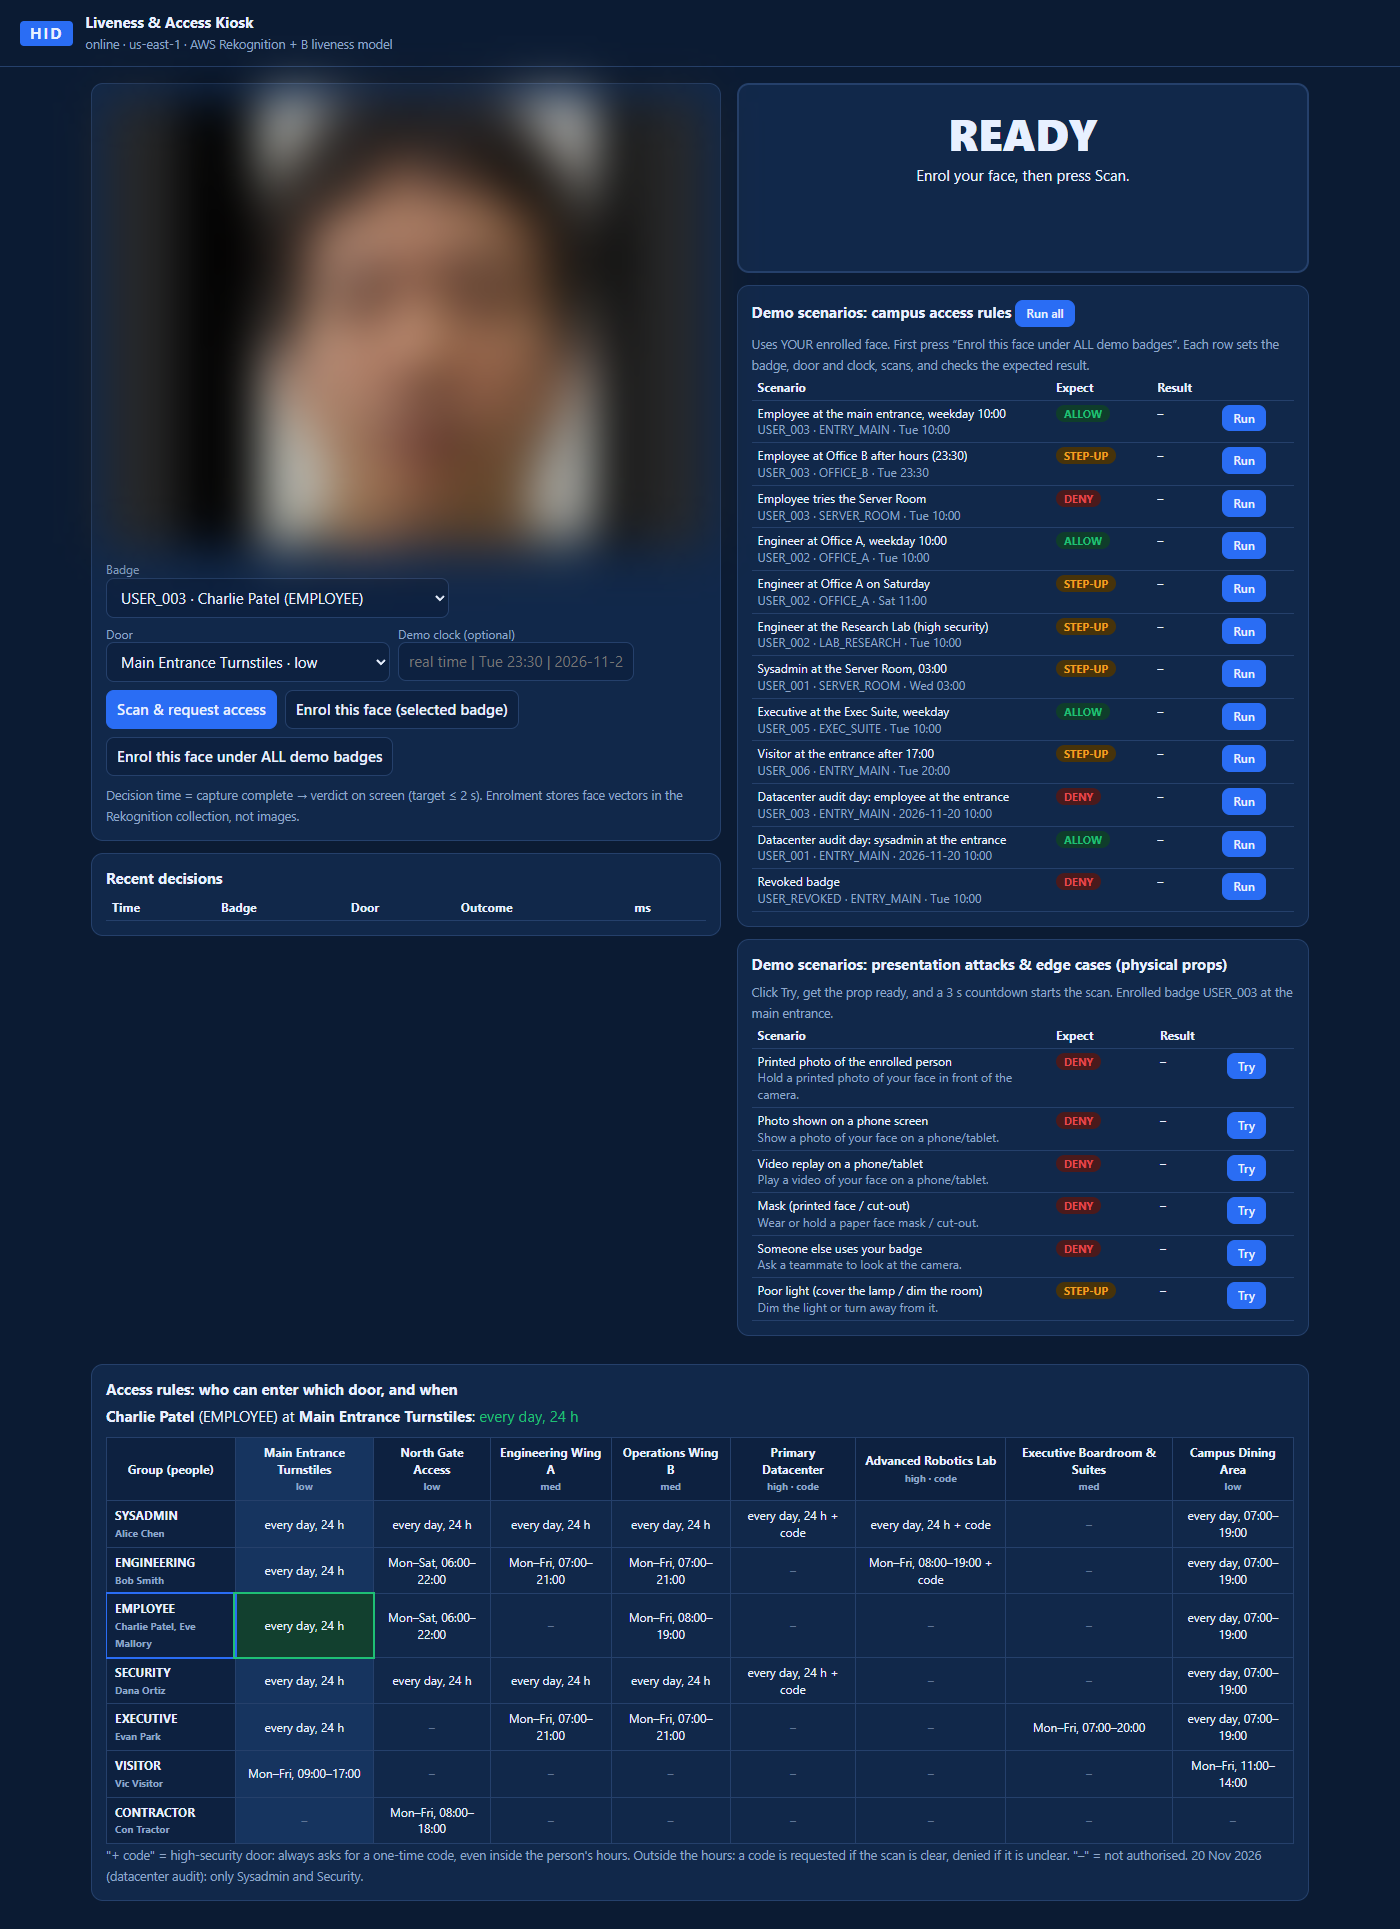 HID
Liveness & Access Kiosk
online · us-east-1 · AWS Rekognition + B liveness model
Badge
USER_003 · Charlie Patel (EMPLOYEE)
Door
Demo clock (optional)
Main Entrance Turnstiles · low
real time | Tue 23:30 | 2026-11-2
Scan & request access
Enrol this face (selected badge)
Enrol this face under ALL demo badges
Decision time = capture complete → verdict on screen (target ≤ 2 s). Enrolment stores face vectors in the
Rekognition collection, not images.
Recent decisions
Time Badge Door Outcome ms
READY
Enrol your face, then press Scan.
Demo scenarios: campus access rules Run all
Uses YOUR enrolled face. First press “Enrol this face under ALL demo badges”. Each row sets the
badge, door and clock, scans, and checks the expected result.
Scenario Expect Result
Employee at the main entrance, weekday 10:00 ALLOW – Run
USER_003 · ENTRY_MAIN · Tue 10:00
Employee at Office B after hours (23:30) STEP-UP – Run
USER_003 · OFFICE_B · Tue 23:30
Employee tries the Server Room DENY – Run
USER_003 · SERVER_ROOM · Tue 10:00
Engineer at Office A, weekday 10:00 ALLOW – Run
USER_002 · OFFICE_A · Tue 10:00
Engineer at Office A on Saturday STEP-UP – Run
USER_002 · OFFICE_A · Sat 11:00
Engineer at the Research Lab (high security) STEP-UP – Run
USER_002 · LAB_RESEARCH · Tue 10:00
Sysadmin at the Server Room, 03:00 STEP-UP – Run
USER_001 · SERVER_ROOM · Wed 03:00
Executive at the Exec Suite, weekday ALLOW – Run
USER_005 · EXEC_SUITE · Tue 10:00
Visitor at the entrance after 17:00 STEP-UP – Run
USER_006 · ENTRY_MAIN · Tue 20:00
Datacenter audit day: employee at the entrance DENY – Run
USER_003 · ENTRY_MAIN · 2026-11-20 10:00
Datacenter audit day: sysadmin at the entrance ALLOW – Run
USER_001 · ENTRY_MAIN · 2026-11-20 10:00
Revoked badge DENY – Run
USER_REVOKED · ENTRY_MAIN · Tue 10:00
Demo scenarios: presentation attacks & edge cases (physical props)
Click Try, get the prop ready, and a 3 s countdown starts the scan. Enrolled badge USER_003 at the
main entrance.
Scenario Expect Result
Printed photo of the enrolled person DENY – Try
Hold a printed photo of your face in front of the
camera.
Photo shown on a phone screen DENY – Try
Show a photo of your face on a phone/tablet.
Video replay on a phone/tablet DENY – Try
Play a video of your face on a phone/tablet.
Mask (printed face / cut-out) DENY – Try
Wear or hold a paper face mask / cut-out.
Someone else uses your badge DENY – Try
Ask a teammate to look at the camera.
Poor light (cover the lamp / dim the room) STEP-UP – Try
Dim the light or turn away from it.
Access rules: who can enter which door, and when
Charlie Patel (EMPLOYEE) at Main Entrance Turnstiles: every day, 24 h
Group (people)
Main Entrance
Turnstiles
low
North Gate
Access
low
Engineering Wing
A
med
Operations Wing
B
med
Primary
Datacenter
high · code
Advanced Robotics Lab
high · code
Executive Boardroom &
Suites
med
Campus Dining
Area
low
SYSADMIN
Alice Chen
every day, 24 h
every day, 24 h
every day, 24 h
every day, 24 h
every day, 24 h +
code
every day, 24 h + code
–
every day, 07:00–
19:00
ENGINEERING
Bob Smith
every day, 24 h
Mon–Sat, 06:00–
22:00
Mon–Fri, 07:00–
21:00
Mon–Fri, 07:00–
21:00
–
Mon–Fri, 08:00–19:00 +
code
–
every day, 07:00–
19:00
EMPLOYEE
Charlie Patel, Eve
Mallory
every day, 24 h
Mon–Sat, 06:00–
22:00
–
Mon–Fri, 08:00–
19:00
–
–
–
every day, 07:00–
19:00
SECURITY
Dana Ortiz
every day, 24 h
every day, 24 h
every day, 24 h
every day, 24 h
every day, 24 h +
code
–
–
every day, 07:00–
19:00
EXECUTIVE
Evan Park
every day, 24 h
–
Mon–Fri, 07:00–
21:00
Mon–Fri, 07:00–
21:00
–
–
Mon–Fri, 07:00–20:00
every day, 07:00–
19:00
VISITOR
Vic Visitor
Mon–Fri, 09:00–17:00
–
–
–
–
–
–
Mon–Fri, 11:00–
14:00
CONTRACTOR
Con Tractor
–
Mon–Fri, 08:00–
18:00
–
–
–
–
–
–
"+ code" = high-security door: always asks for a one-time code, even inside the person's hours. Outside the hours: a code is requested if the scan is clear, denied if it is unclear. "–" = not authorised. 20 Nov 2026
(datacenter audit): only Sysadmin and Security.